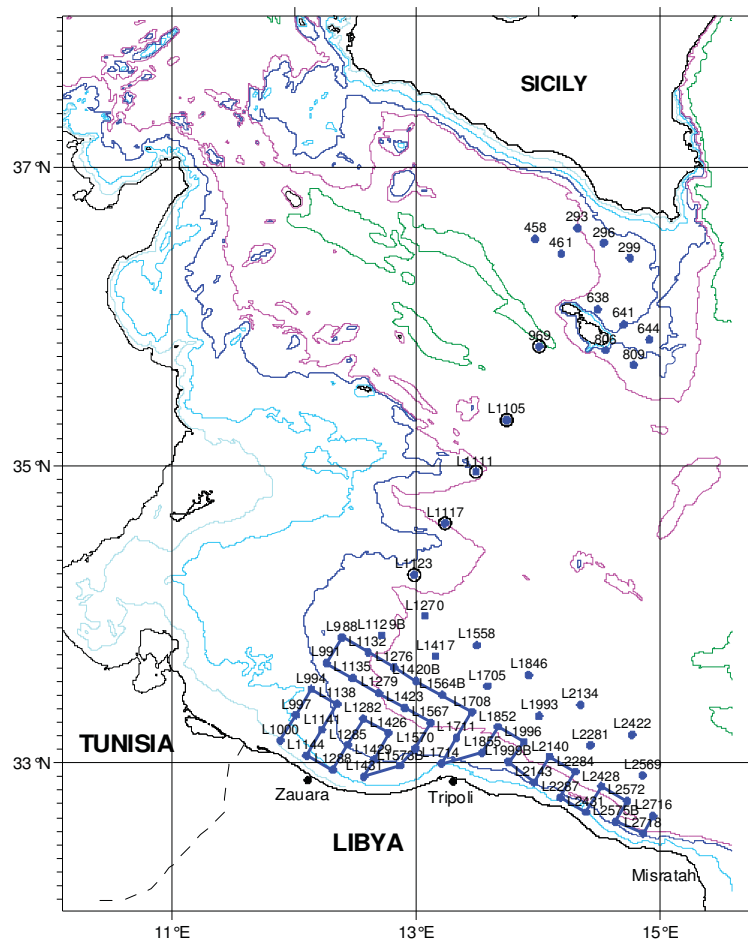 SICILY
37°N
293
458
296
461
299
638
641
644
969
806
809
L1105
35°N
L1111
L1117
L1123
L1270
L988
L1129B
L1132
L1558
L991
L1276
L1417
L1135
L1420B
L1846
L994
L1279
L1564B
L1705
L1138
L1423
L1708
L2134
L997
L1282
L1567
L1993
L1852
L1000
L1141
L1426
L1711
L2422
L1285
L1570
L1996
L2281
TUNISIA
L1144
L1429
L1714
L1855
L2140
33°N
L1288
L1573B
L1999B
L2284
L2569
L1431
L2143
L2428
Zauara
Tripoli
L2287
L2572
L2431
L2716
L2575B
L2718
LIBYA
Misratah
11°E
13°E
15°E